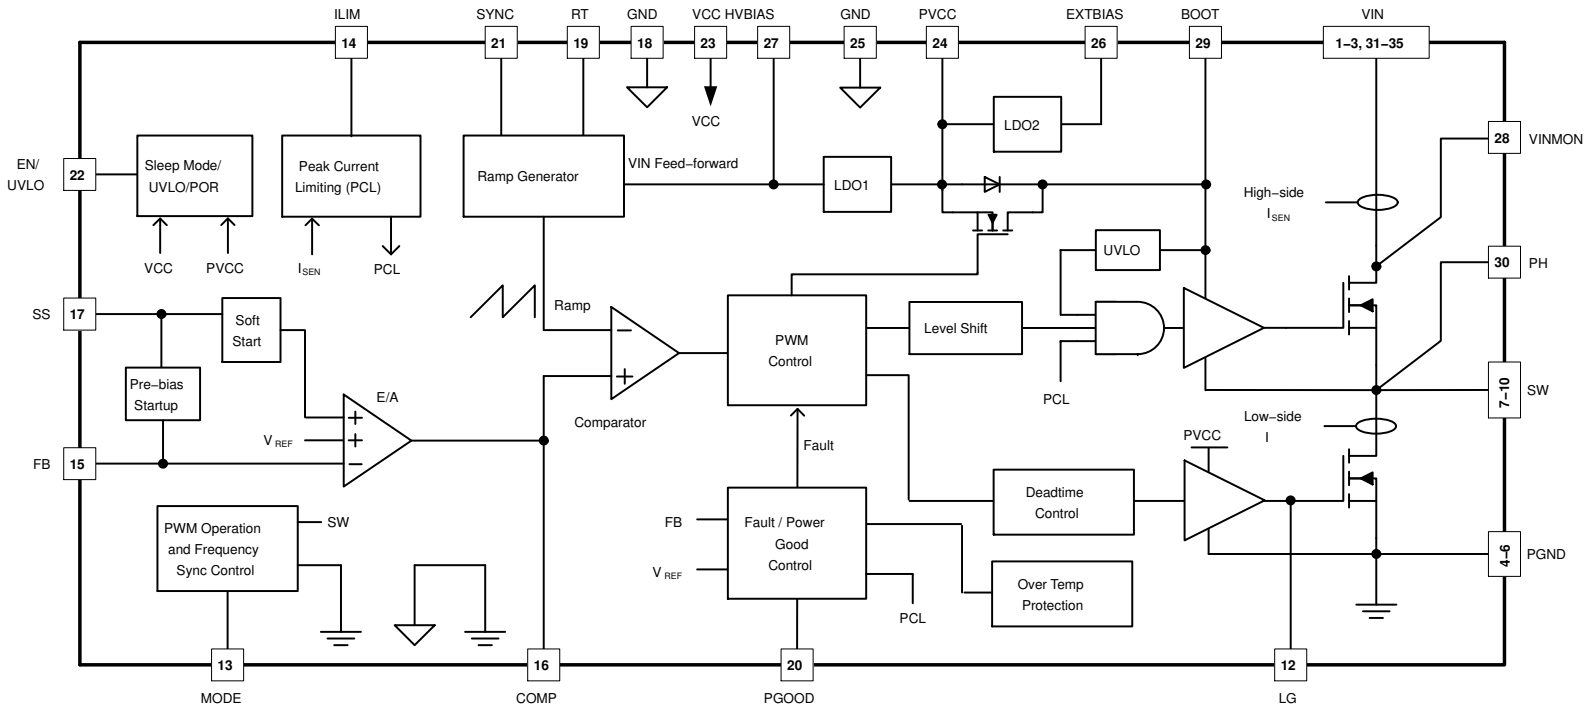 ILIM
SYNC
RT
GND
VCC HVBIAS
GND
PVCC
EXTBIAS
BOOT
VIN
14
21
19
18
23
27
25
24
26
29
1–3, 31–35
VCC
LDO2
28
VINMON
EN/
UVLO
22
Sleep Mode/
UVLO/POR
Peak Current
Limiting (PCL)
Ramp Generator
VIN Feed–forward
LDO1
High–side
I SEN
VCC
PVCC
I SEN
PCL
UVLO
30
PH
SS
17
Soft
Start
Ramp
PWM
Control
Level Shift
Pre–bias
Startup
E/A
Comparator
PCL
7–10
SW
V REF
Fault
PVCC
Low–side
I
FB
15
PWM Operation
and Frequency
Sync Control
SW
FB
V REF
Fault / Power
Good
Control
Deadtime
Control
4–6
PGND
PCL
Over Temp
Protection
13
16
20
12
MODE
COMP
PGOOD
LG